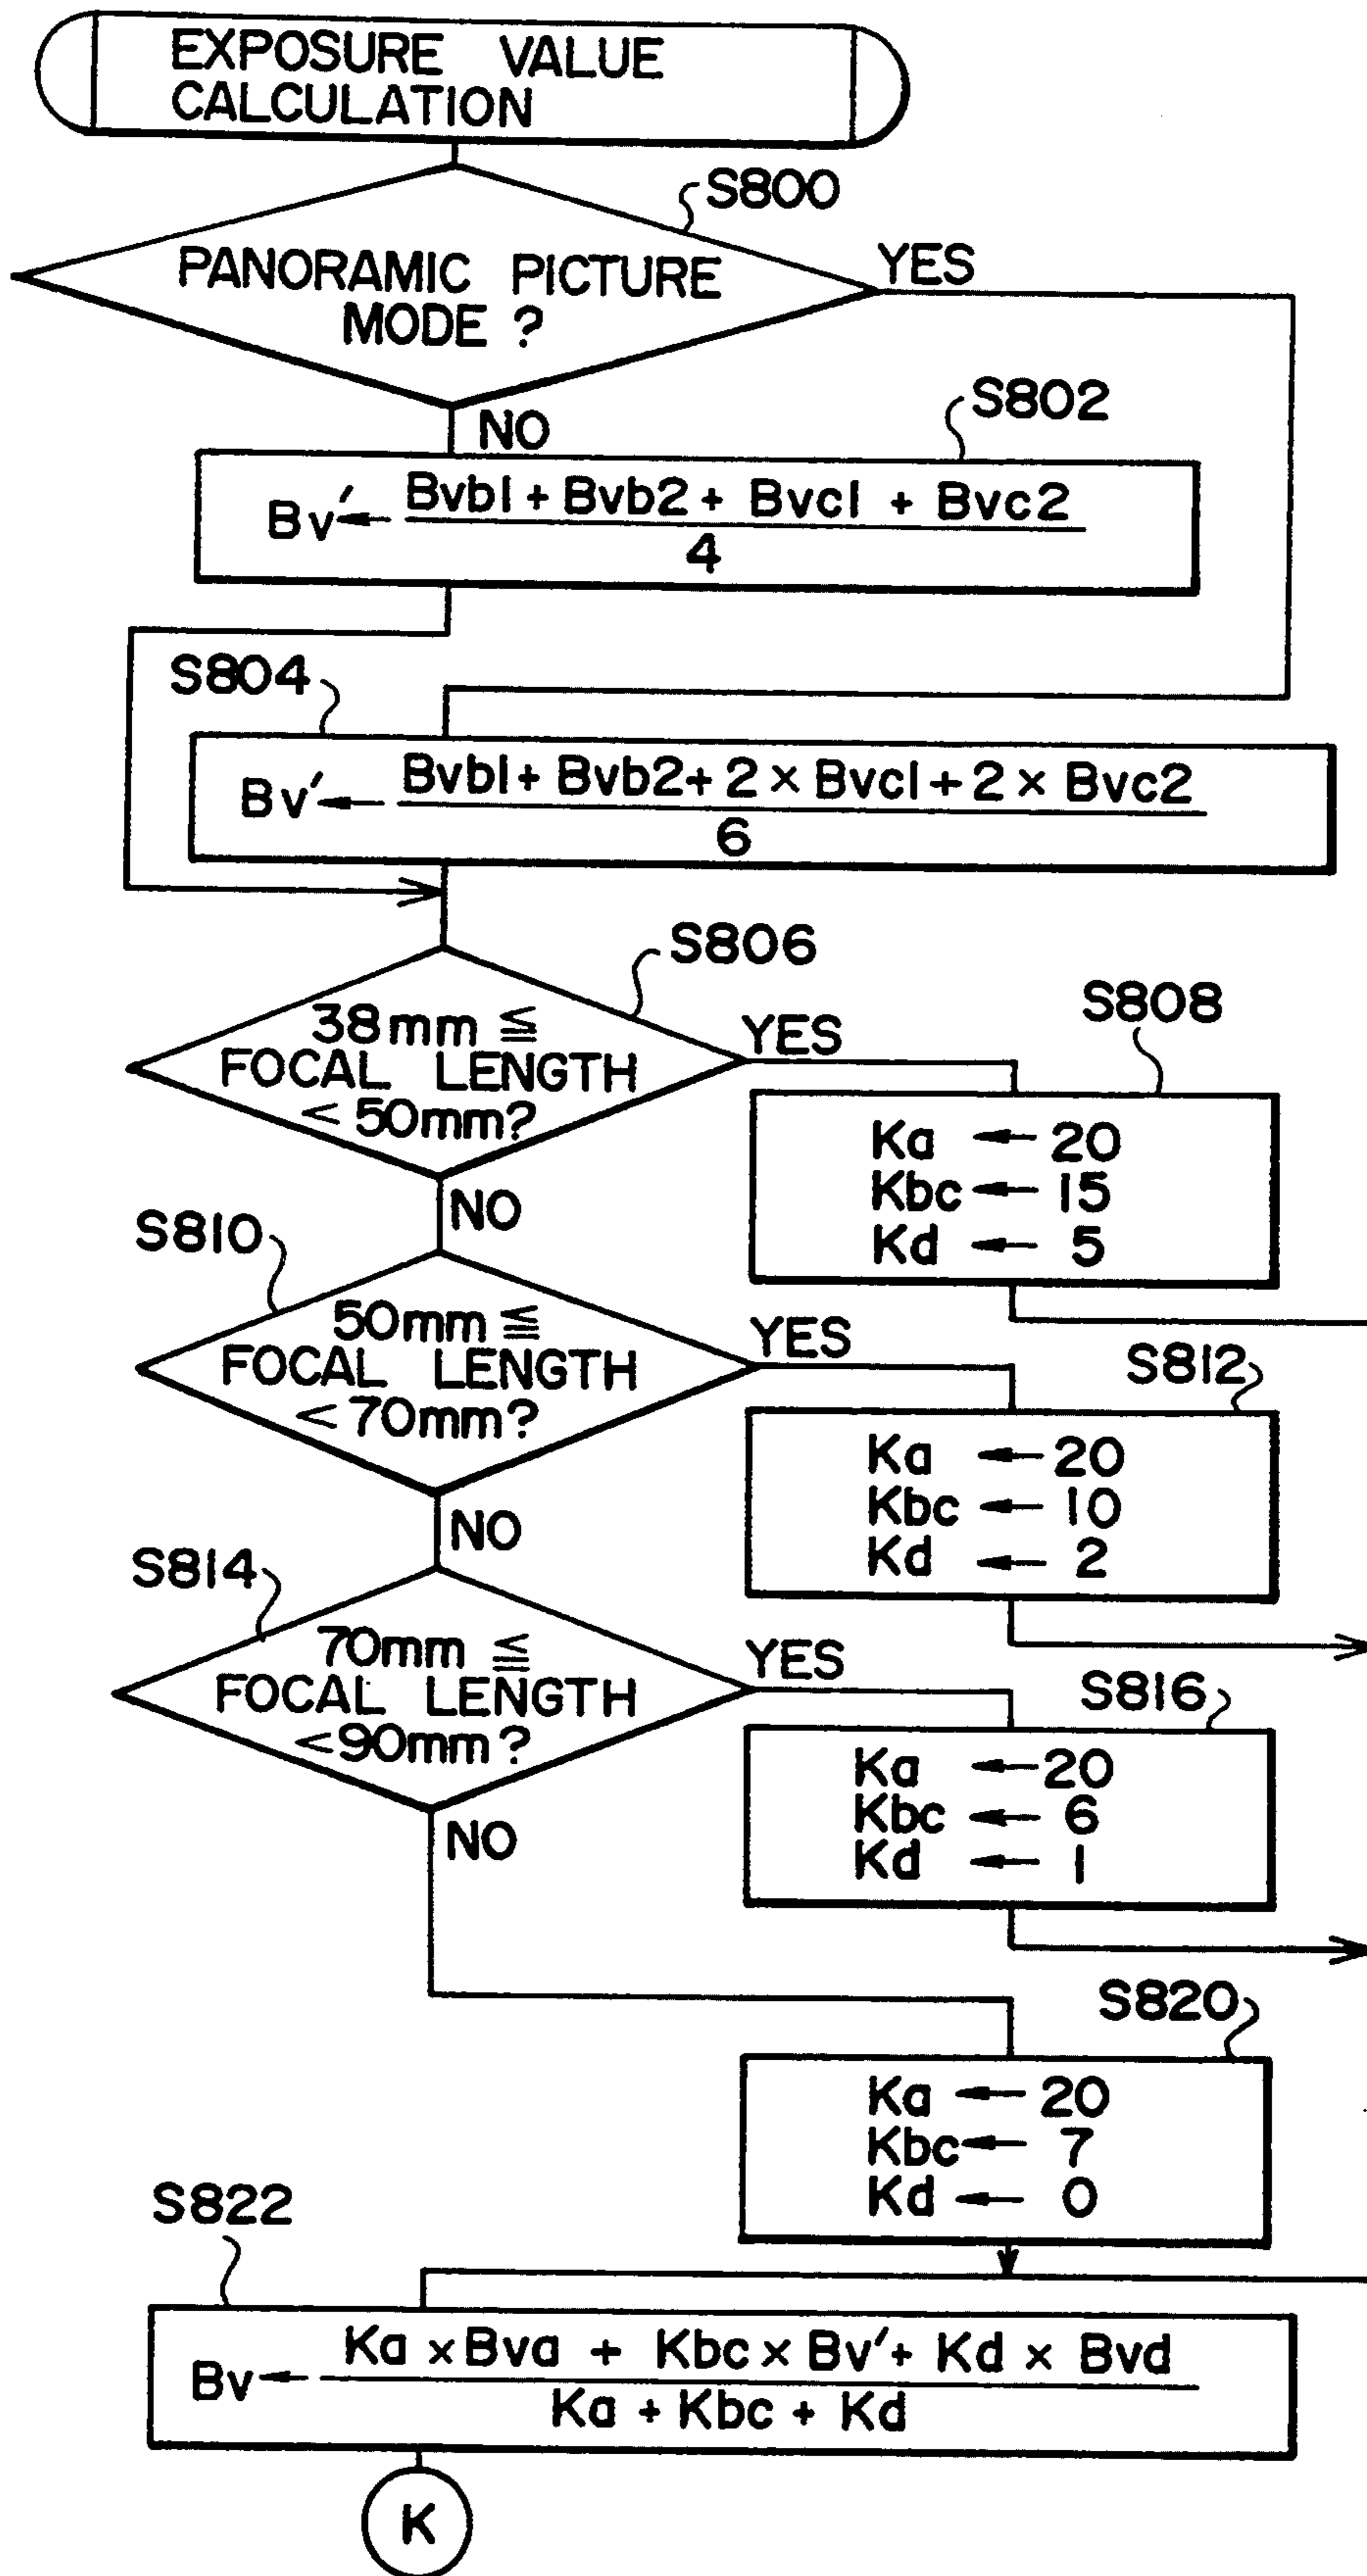 EXPOSURE VALUE
CALCULATION
S800
PANORAMIC PICTURE
MODE ?
YES
NO
S802
Bv' ← Bvb1 + Bvb2 + Bvc1 + Bvc2
4
S804
Bv' ← Bvb1 + Bvb2 + 2 × Bvc1 + 2 × Bvc2
6
S806
38mm ≦
FOCAL LENGTH
< 50mm?
YES
NO
S808
Ka ← 20
Kbc ← 15
Kd ← 5
S810
50mm ≦
FOCAL LENGTH
< 70mm?
YES
NO
S812
Ka ← 20
Kbc ← 10
Kd ← 2
S814
70mm ≦
FOCAL LENGTH
< 90mm?
YES
NO
S816
Ka ← 20
Kbc ← 6
Kd ← 1
S820
Ka ← 20
Kbc ← 7
Kd ← 0
S822
Bv ← Ka × Bva + Kbc × Bv' + Kd × Bvd
Ka + Kbc + Kd
K